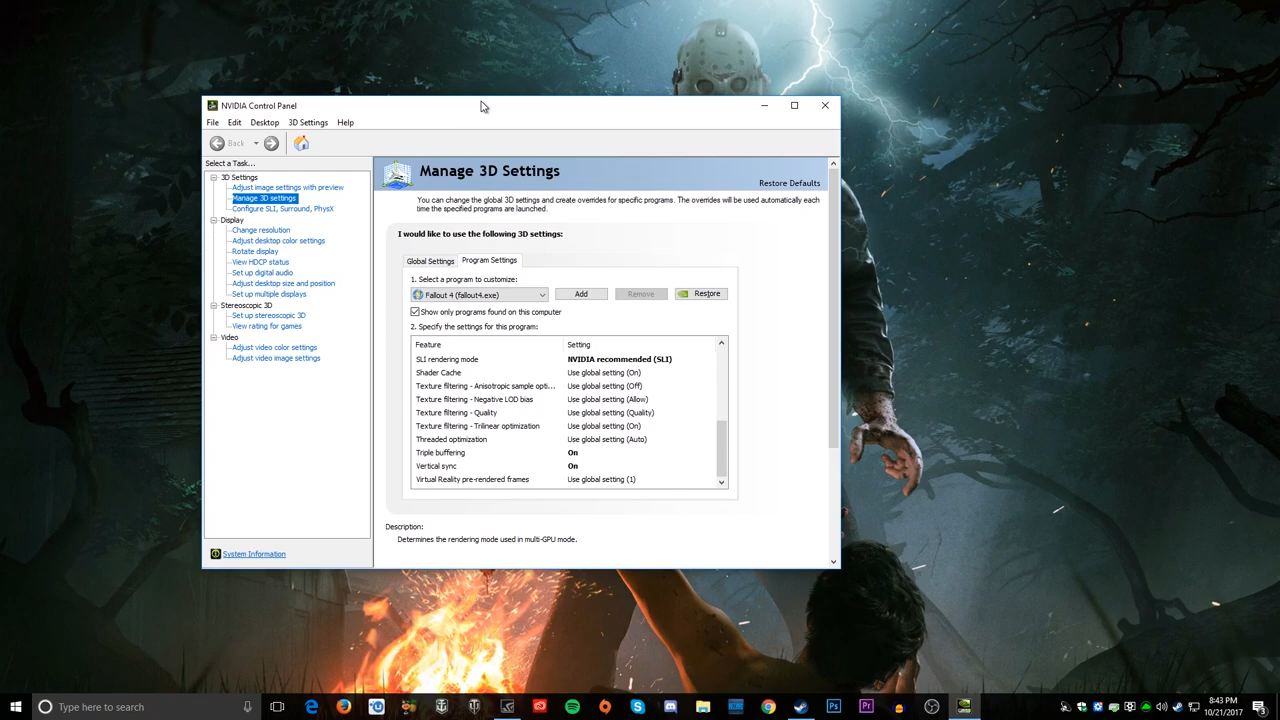 NVIDIA Control Panel
File Edit Desktop 3D Settings Help
Back
Select a Task...
3D Settings
Adjust image settings with preview
Manage 3D settings
Configure SLI, Surround, PhysX
Display
Change resolution
Adjust desktop color settings
Rotate display
View HDCP status
Set up digital audio
Adjust desktop size and position
Set up multiple displays
Stereoscopic 3D
Set up stereoscopic 3D
View rating for games
Video
Adjust video color settings
Adjust video image settings
System Information
Manage 3D Settings
Restore Defaults
You can change the global 3D settings and create overrides for specific programs. The overrides will be used automatically each
time the specified programs are launched.
I would like to use the following 3D settings:
Global Settings Program Settings
1. Select a program to customize:
Fallout 4 (fallout4.exe) Add Remove Restore
Show only programs found on this computer
2. Specify the settings for this program:
Feature Setting
SLI rendering mode NVIDIA recommended (SLI)
Shader Cache Use global setting (On)
Texture filtering - Anisotropic sample opti... Use global setting (Off)
Texture filtering - Negative LOD bias Use global setting (Allow)
Texture filtering - Quality Use global setting (Quality)
Texture filtering - Trilinear optimization Use global setting (On)
Threaded optimization Use global setting (Auto)
Triple buffering On
Vertical sync On
Virtual Reality pre-rendered frames Use global setting (1)
Description:
Determines the rendering mode used in multi-GPU mode.
Type here to search
Ps Pr
8:43 PM
10/21/2017